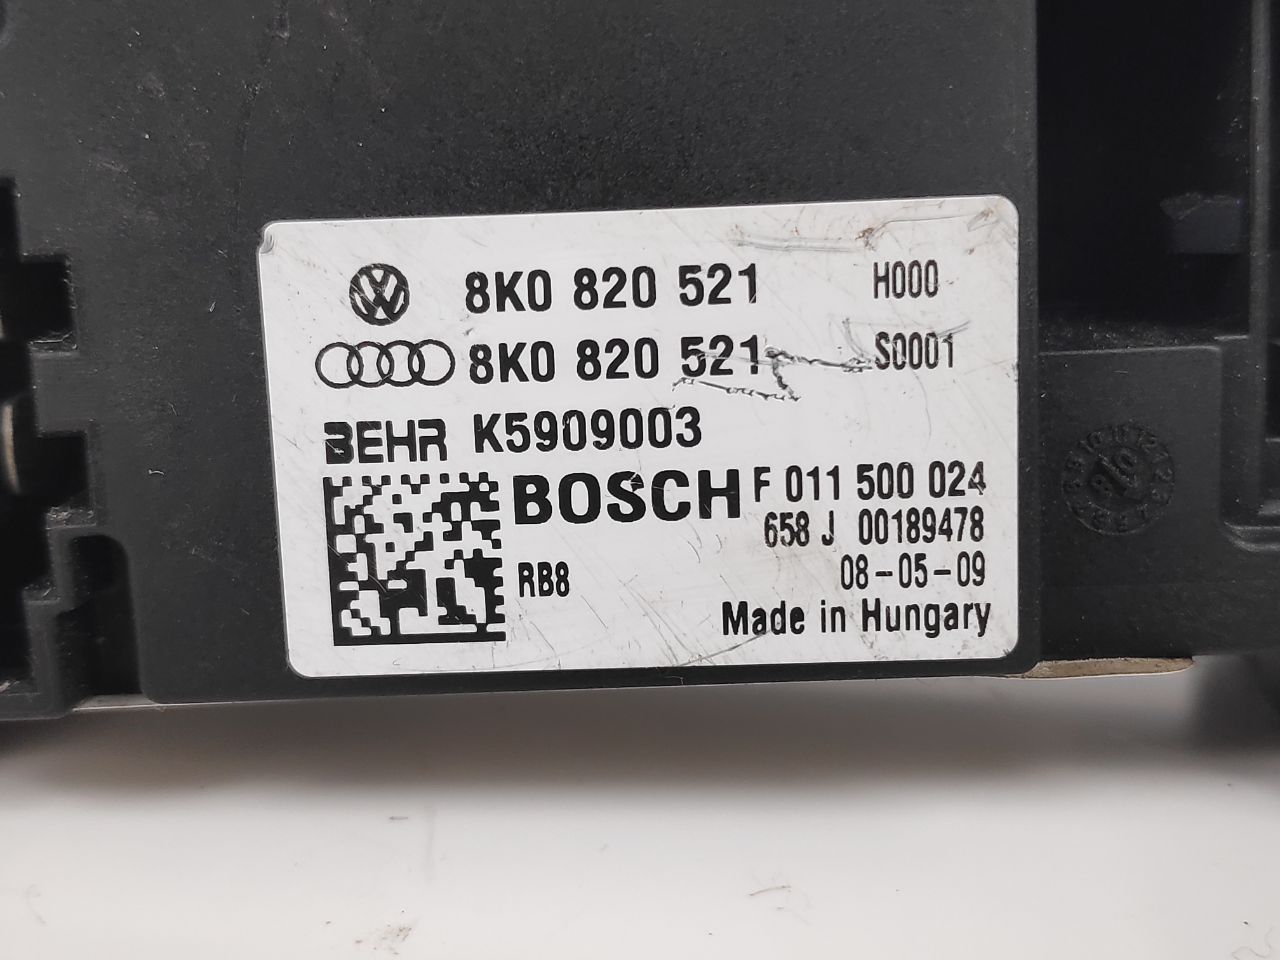 8K0 820 521 H000
8K0 820 521 S0001
BEHR K5909003
BOSCH F 011 500 024
658 J 00189478
RB8 08-05-09
Made in Hungary